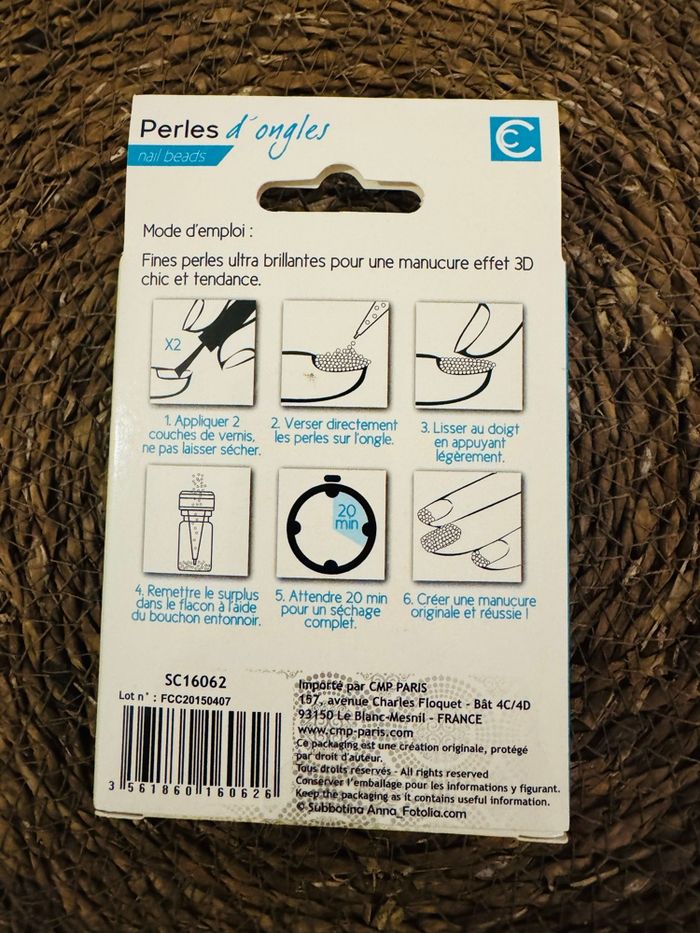 Perles d'ongles
nail beads
Mode d'emploi :
Fines perles ultra brillantes pour une manucure effet 3D
chic et tendance.
X2
1. Appliquer 2
couches de vernis,
ne pas laisser sécher.
2. Verser directement
les perles sur l'ongle.
3. Lisser au doigt
en appuyant
légèrement.
20
min
4. Remettre le surplus
dans le flacon à l'aide
du bouchon entonnoir.
5. Attendre 20 min
pour un séchage
complet.
6. Créer une manucure
originale et réussie !
SC16062
Lot n° : FCC20150407
3 561860 160626
Importé par CMP PARIS
157, avenue Charles Floquet - Bât 4C/4D
93150 Le Blanc-Mesnil - FRANCE
www.cmp-paris.com
Ce packaging est une création originale, protégé
par droit d'auteur.
Tous droits réservés - All rights reserved
Conserver l'emballage pour les informations y figurant.
Keep the packaging as it contains useful information.
© Subbotina Anna_Fotolia.com